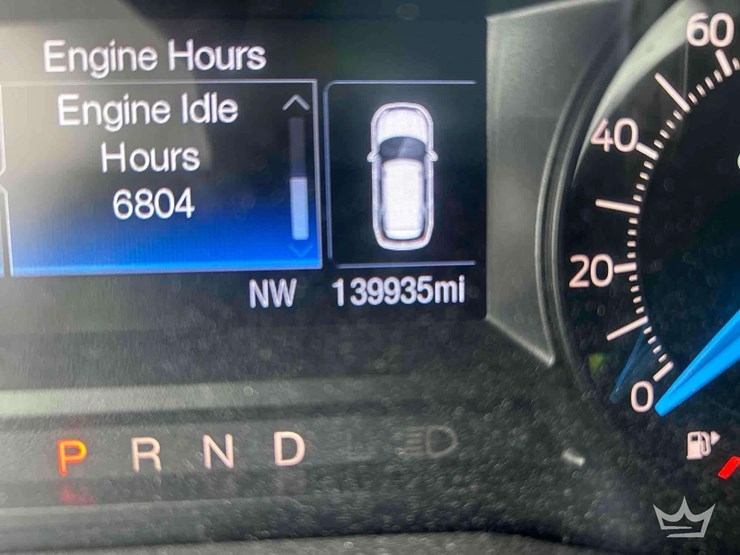 Engine Hours
Engine Idle
Hours
6804
NW 139935mi
60
40
20
0
P R N D